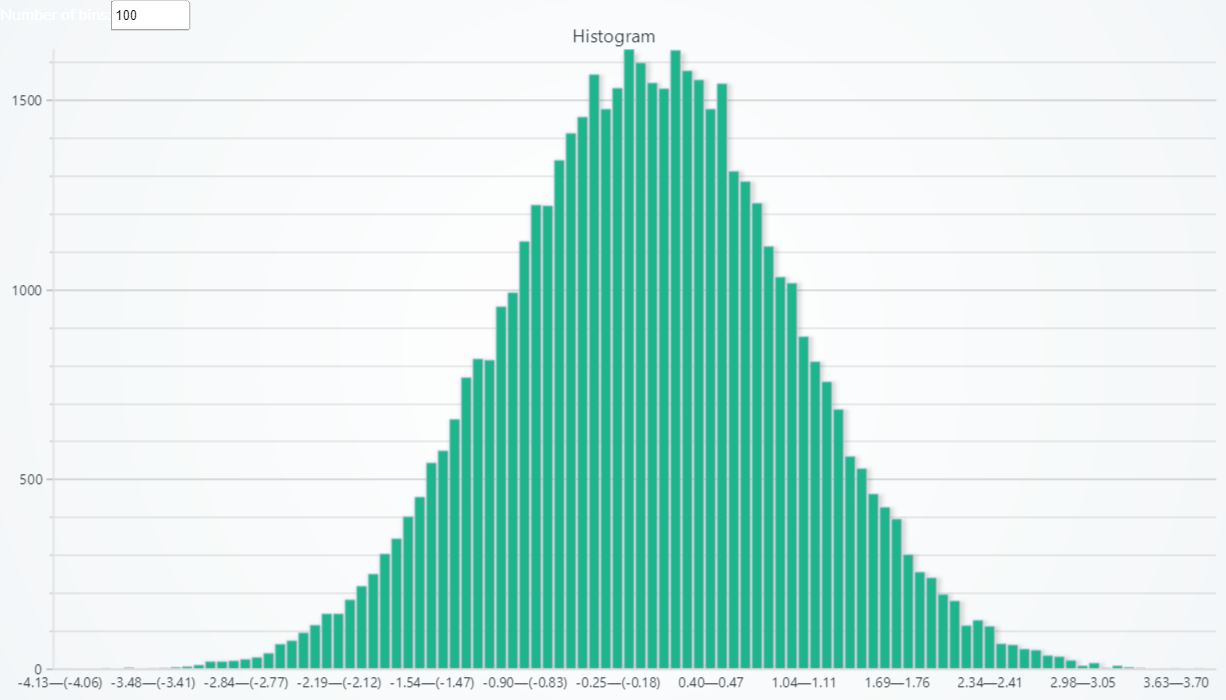 Number of bins: 100
Histogram
1500
1000
500
0
-4.13—(-4.06) -3.48—(-3.41) -2.84—(-2.77) -2.19—(-2.12) -1.54—(-1.47) -0.90—(-0.83) -0.25—(-0.18) 0.40—0.47 1.04—1.11 1.69—1.76 2.34—2.41 2.98—3.05 3.63—3.70